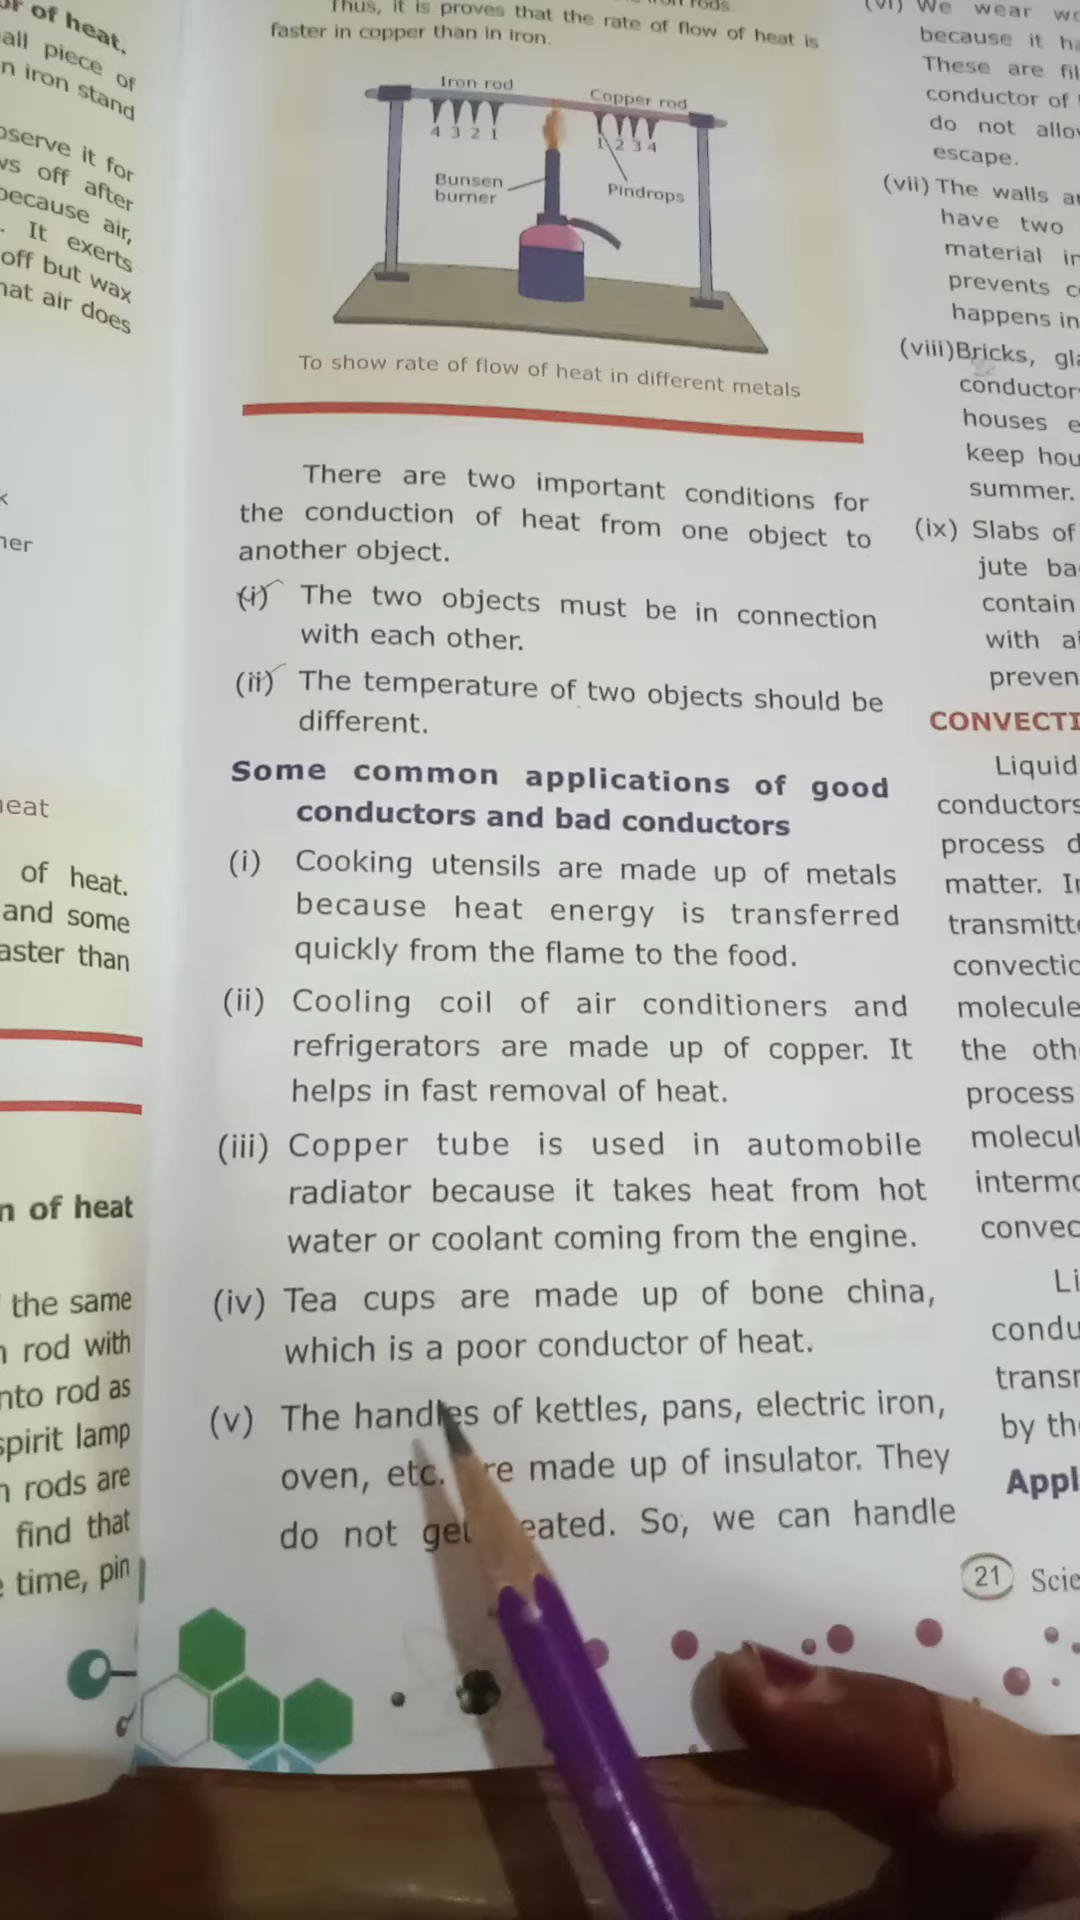 r of heat.
all piece of
n iron stand
serve it for
ws off after
because air,
. It exerts
off but wax
hat air does
k
ner
heat
of heat.
and some
aster than
n of heat
the same
rod with
nto rod as
spirit lamp
rods are
find that
time, pin
Thus, it is proves that the rate of flow of heat is
faster in copper than in iron.
Iron rod
Copper rod
4 3 2 1
1 2 3 4
Bunsen
burner
Pindrops
To show rate of flow of heat in different metals
There are two important conditions for
the conduction of heat from one object to
another object.
(i) The two objects must be in connection
with each other.
(ii) The temperature of two objects should be
different.
Some common applications of good
conductors and bad conductors
(i) Cooking utensils are made up of metals
because heat energy is transferred
quickly from the flame to the food.
(ii) Cooling coil of air conditioners and
refrigerators are made up of copper. It
helps in fast removal of heat.
(iii) Copper tube is used in automobile
radiator because it takes heat from hot
water or coolant coming from the engine.
(iv) Tea cups are made up of bone china,
which is a poor conductor of heat.
(v) The handles of kettles, pans, electric iron,
oven, etc. re made up of insulator. They
do not get eated. So, we can handle
(vi) We wear wo
because it ha
These are fil
conductor of
do not allo
escape.
(vii) The walls a
have two
material in
prevents c
happens in
(viii)Bricks, gla
conductor
houses e
keep hou
summer.
(ix) Slabs of
jute ba
contain
with ai
preven
CONVECTI
Liquid
conductors
process d
matter. In
transmitte
convectio
molecule
the oth
process
molecul
intermo
convec
Li
condu
transm
by th
Appl
21 Scie